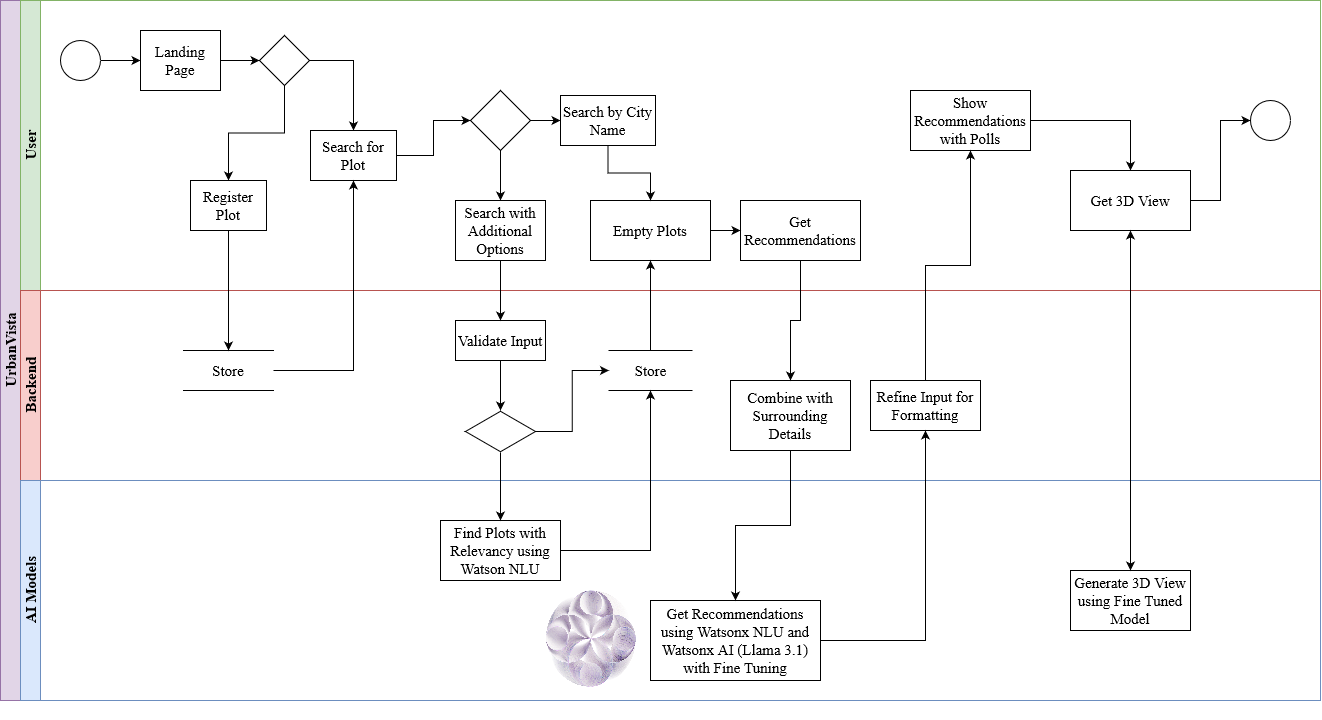 UrbanVista
User
Backend
AI Models
Landing
Page
Register
Plot
Search for
Plot
Store
Search by City
Name
Search with
Additional
Options
Empty Plots
Get
Recommendations
Validate Input
Store
Find Plots with
Relevancy using
Watson NLU
Combine with
Surrounding
Details
Get Recommendations
using Watsonx NLU and
Watsonx AI (Llama 3.1)
with Fine Tuning
Refine Input for
Formatting
Show
Recommendations
with Polls
Get 3D View
Generate 3D View
using Fine Tuned
Model